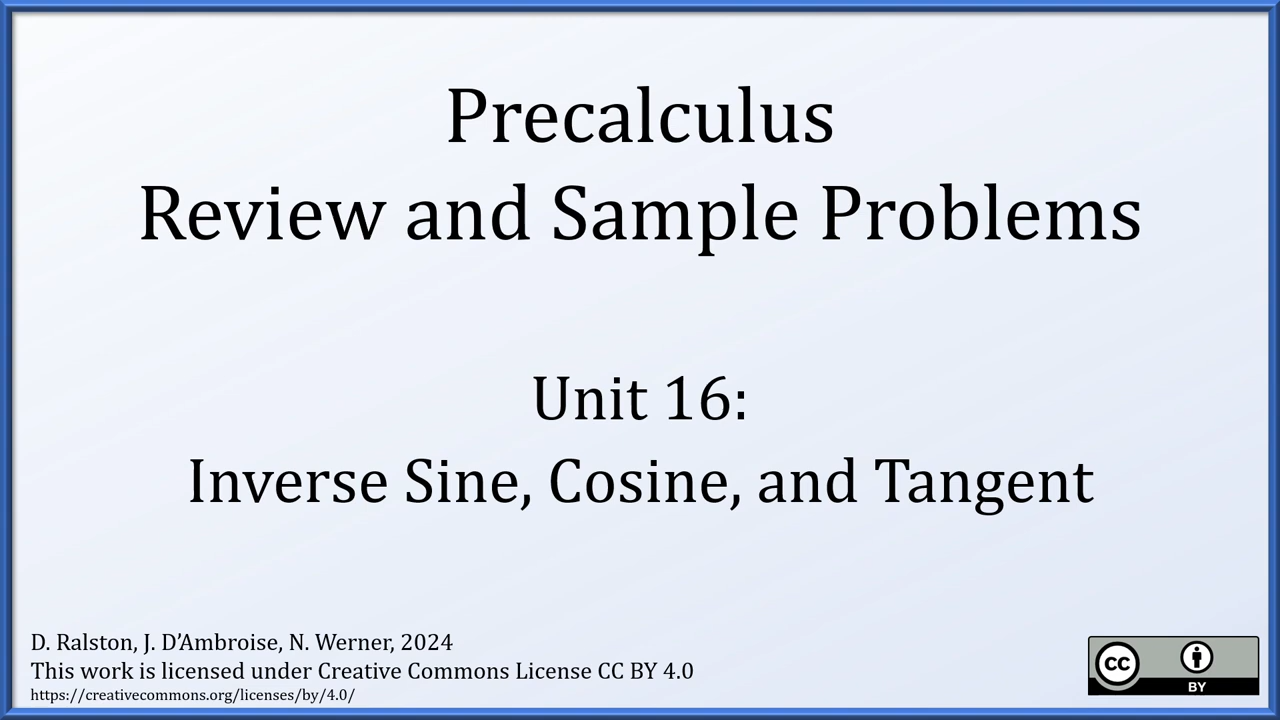 Precalculus
Review and Sample Problems
Unit 16:
Inverse Sine, Cosine, and Tangent
D. Ralston, J. D’Ambroise, N. Werner, 2024
This work is licensed under Creative Commons License CC BY 4.0
https://creativecommons.org/licenses/by/4.0/
cc
BY